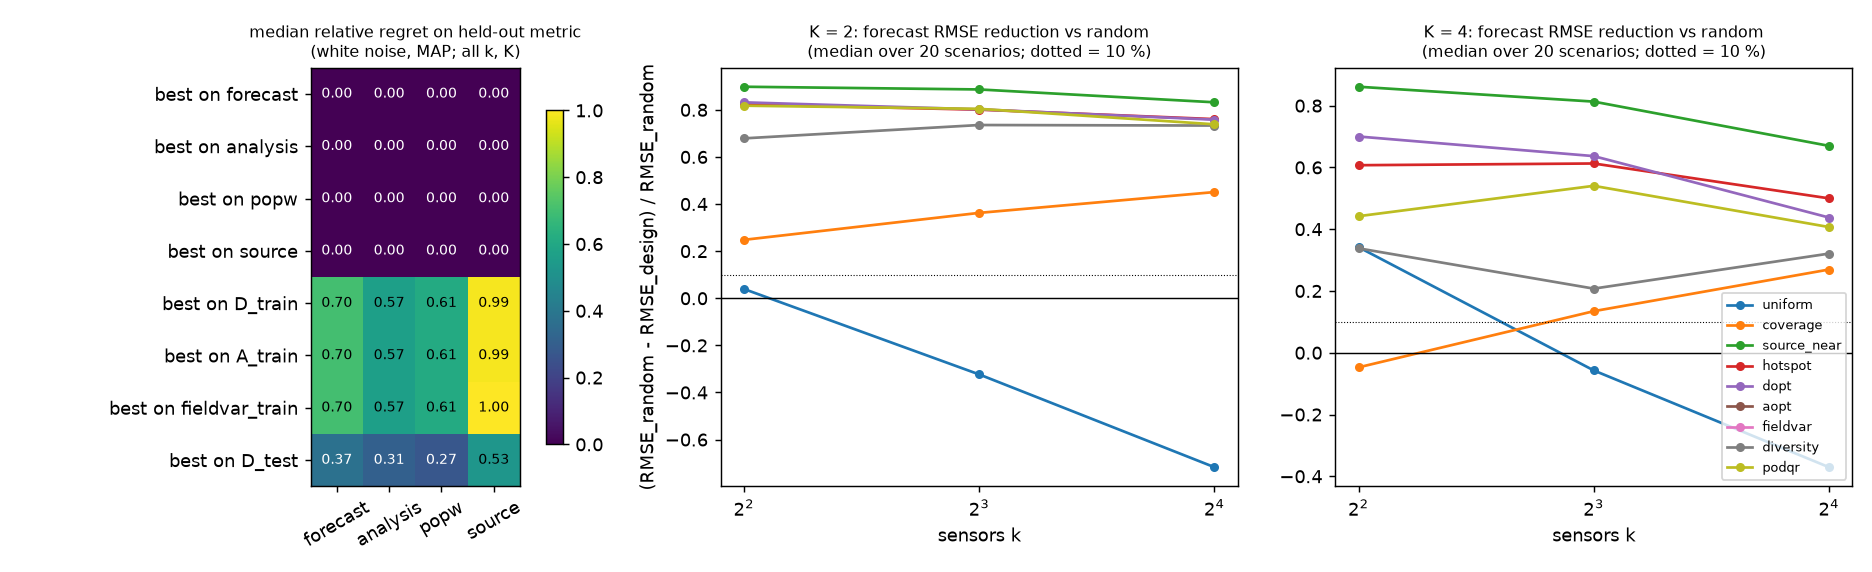 median relative regret on held-out metric
(white noise, MAP; all k, K)
best on forecast
best on analysis
best on popw
best on source
best on D_train
best on A_train
best on fieldvar_train
best on D_test
0.00 0.00 0.00 0.00
0.00 0.00 0.00 0.00
0.00 0.00 0.00 0.00
0.00 0.00 0.00 0.00
0.70 0.57 0.61 0.99
0.70 0.57 0.61 0.99
0.70 0.57 0.61 1.00
0.37 0.31 0.27 0.53
forecast analysis popw source
1.0
0.8
0.6
0.4
0.2
0.0
K = 2: forecast RMSE reduction vs random
(median over 20 scenarios; dotted = 10 %)
(RMSE_random - RMSE_design) / RMSE_random
0.8
0.6
0.4
0.2
0.0
−0.2
−0.4
−0.6
2² 2³ 2⁴
sensors k
K = 4: forecast RMSE reduction vs random
(median over 20 scenarios; dotted = 10 %)
0.8
0.6
0.4
0.2
0.0
−0.2
−0.4
2² 2³ 2⁴
sensors k
uniform
coverage
source_near
hotspot
dopt
aopt
fieldvar
diversity
podqr